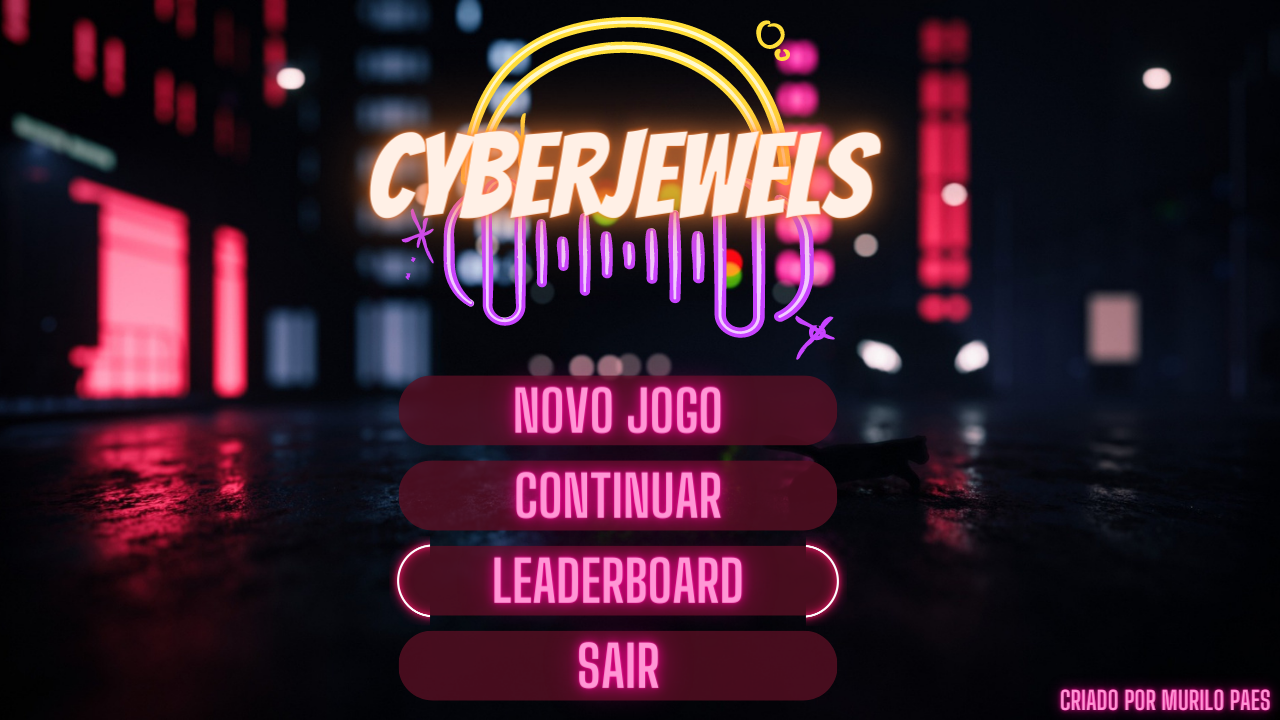 CYBERJEWELS
NOVO JOGO
CONTINUAR
LEADERBOARD
SAIR
CRIADO POR MURILO PAES